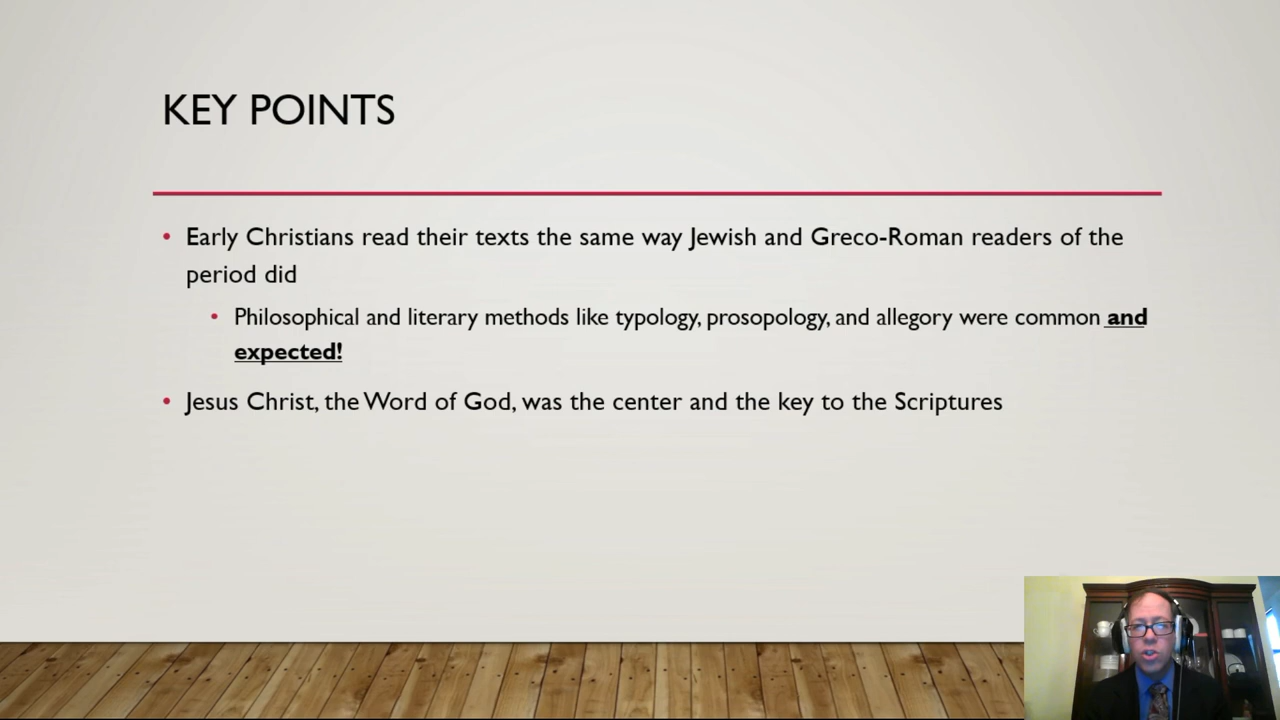 KEY POINTS
• Early Christians read their texts the same way Jewish and Greco-Roman readers of the
period did
• Philosophical and literary methods like typology, prosopology, and allegory were common and
expected!
• Jesus Christ, the Word of God, was the center and the key to the Scriptures